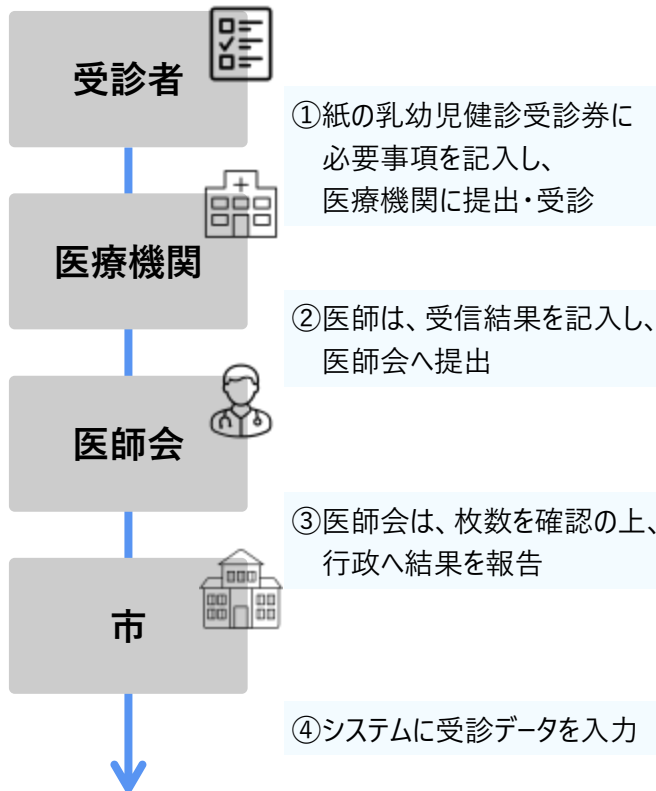 受診者
①紙の乳幼児健診受診券に
必要事項を記入し、
医療機関に提出・受診
医療機関
②医師は、受信結果を記入し、
医師会へ提出
医師会
③医師会は、枚数を確認の上、
行政へ結果を報告
市
④システムに受診データを入力